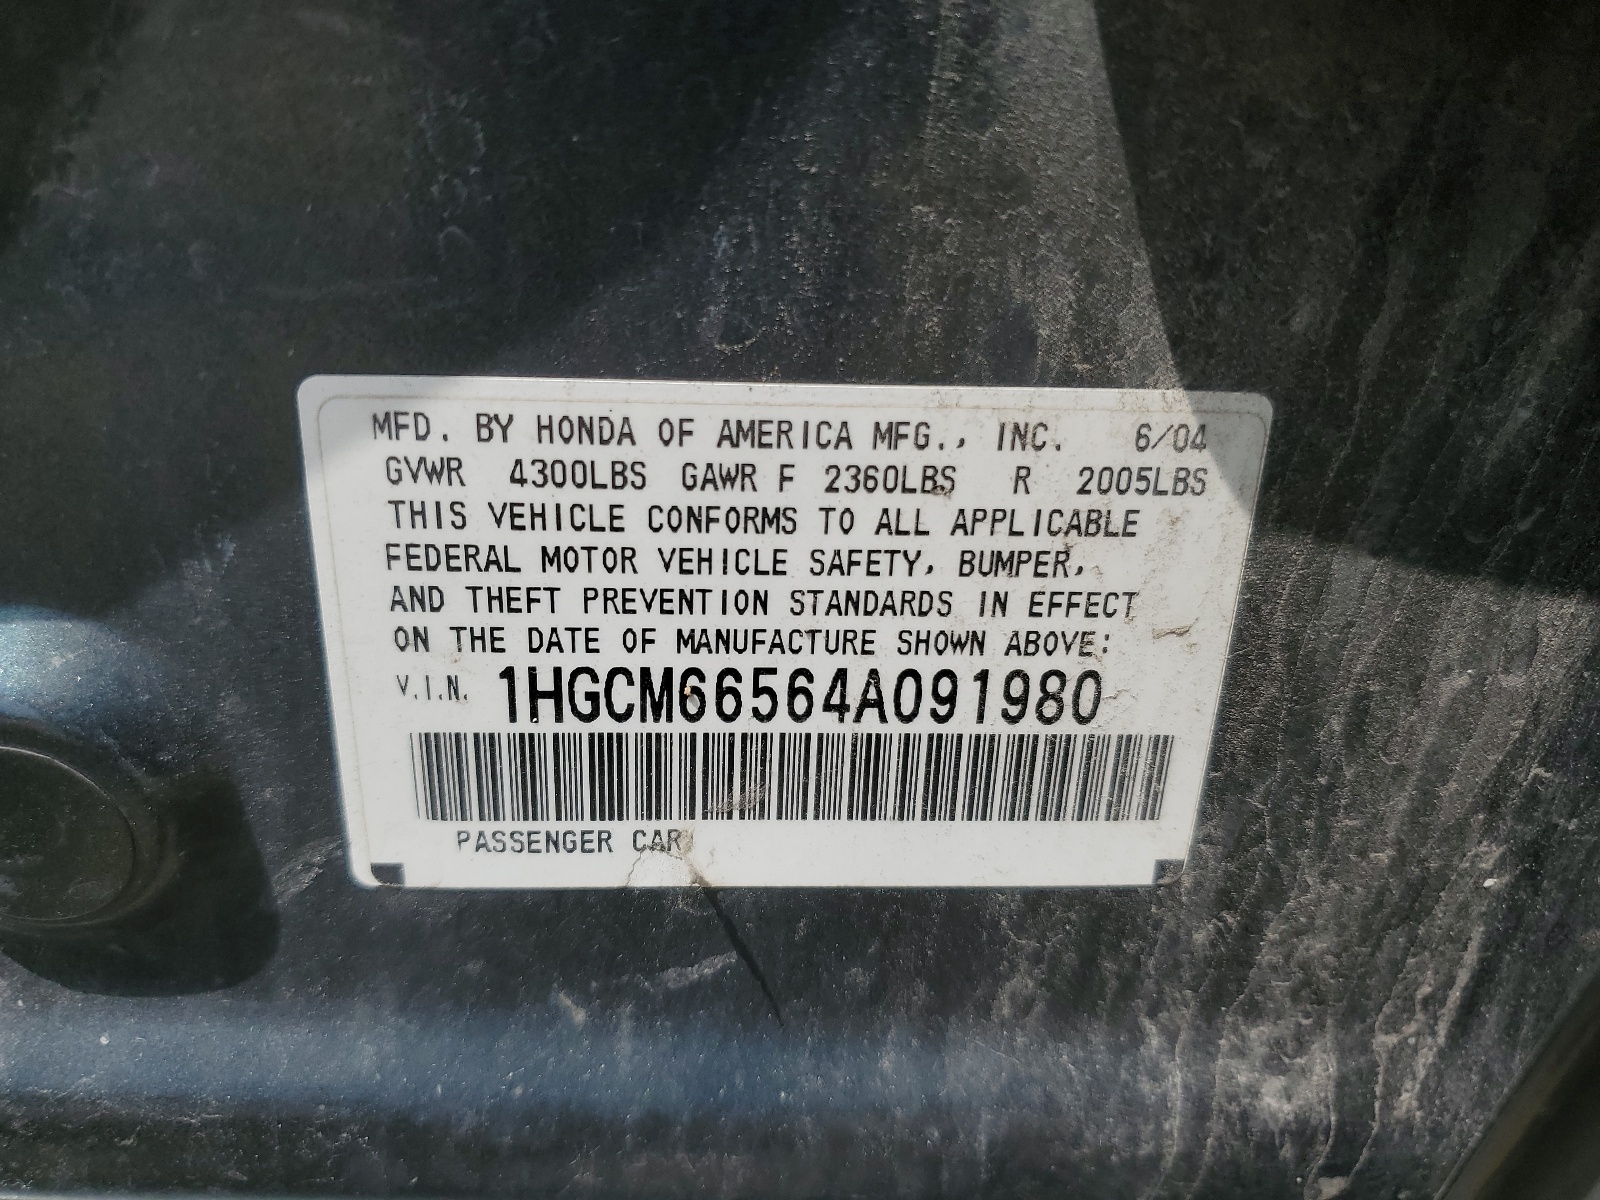 MFD. BY HONDA OF AMERICA MFG., INC. 6/04
GVWR 4300LBS GAWR F 2360LBS R 2005LBS
THIS VEHICLE CONFORMS TO ALL APPLICABLE
FEDERAL MOTOR VEHICLE SAFETY, BUMPER,
AND THEFT PREVENTION STANDARDS IN EFFECT
ON THE DATE OF MANUFACTURE SHOWN ABOVE:
V.I.N. 1HGCM66564A091980
PASSENGER CAR